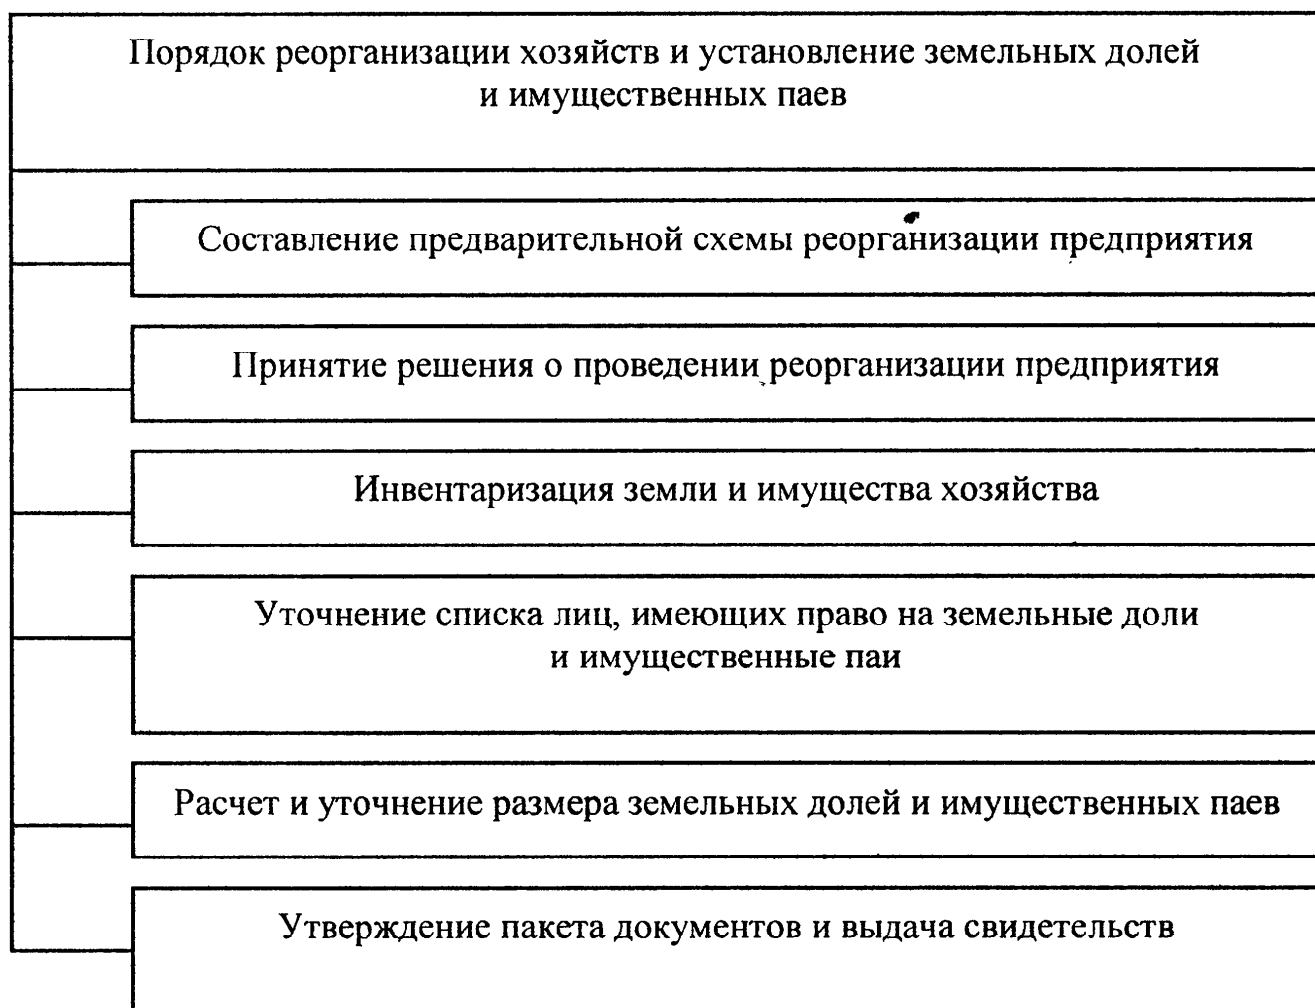 Порядок реорганизации хозяйств и установление земельных долей
и имущественных паев
Составление предварительной схемы реорганизации предприятия
Принятие решения о проведении реорганизации предприятия
Инвентаризация земли и имущества хозяйства
Уточнение списка лиц, имеющих право на земельные доли
и имущественные паи
Расчет и уточнение размера земельных долей и имущественных паев
Утверждение пакета документов и выдача свидетельств